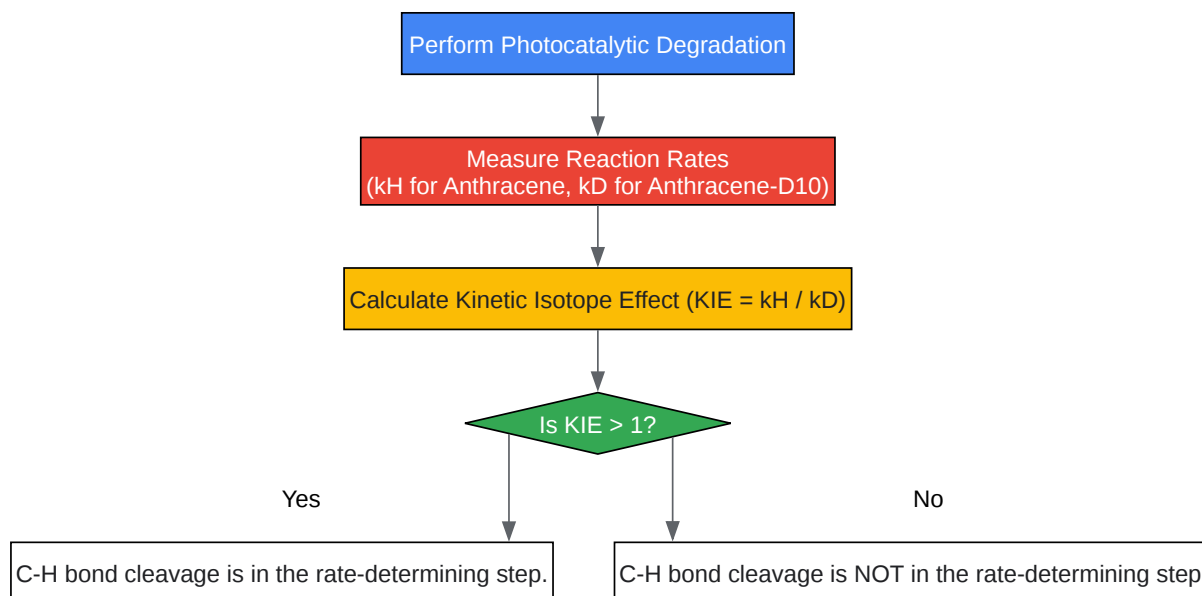 Perform Photocatalytic Degradation
Measure Reaction Rates
(kH for Anthracene, kD for Anthracene-D10)
Calculate Kinetic Isotope Effect (KIE = kH / kD)
Is KIE > 1?
Yes
No
C-H bond cleavage is in the rate-determining step.
C-H bond cleavage is NOT in the rate-determining step